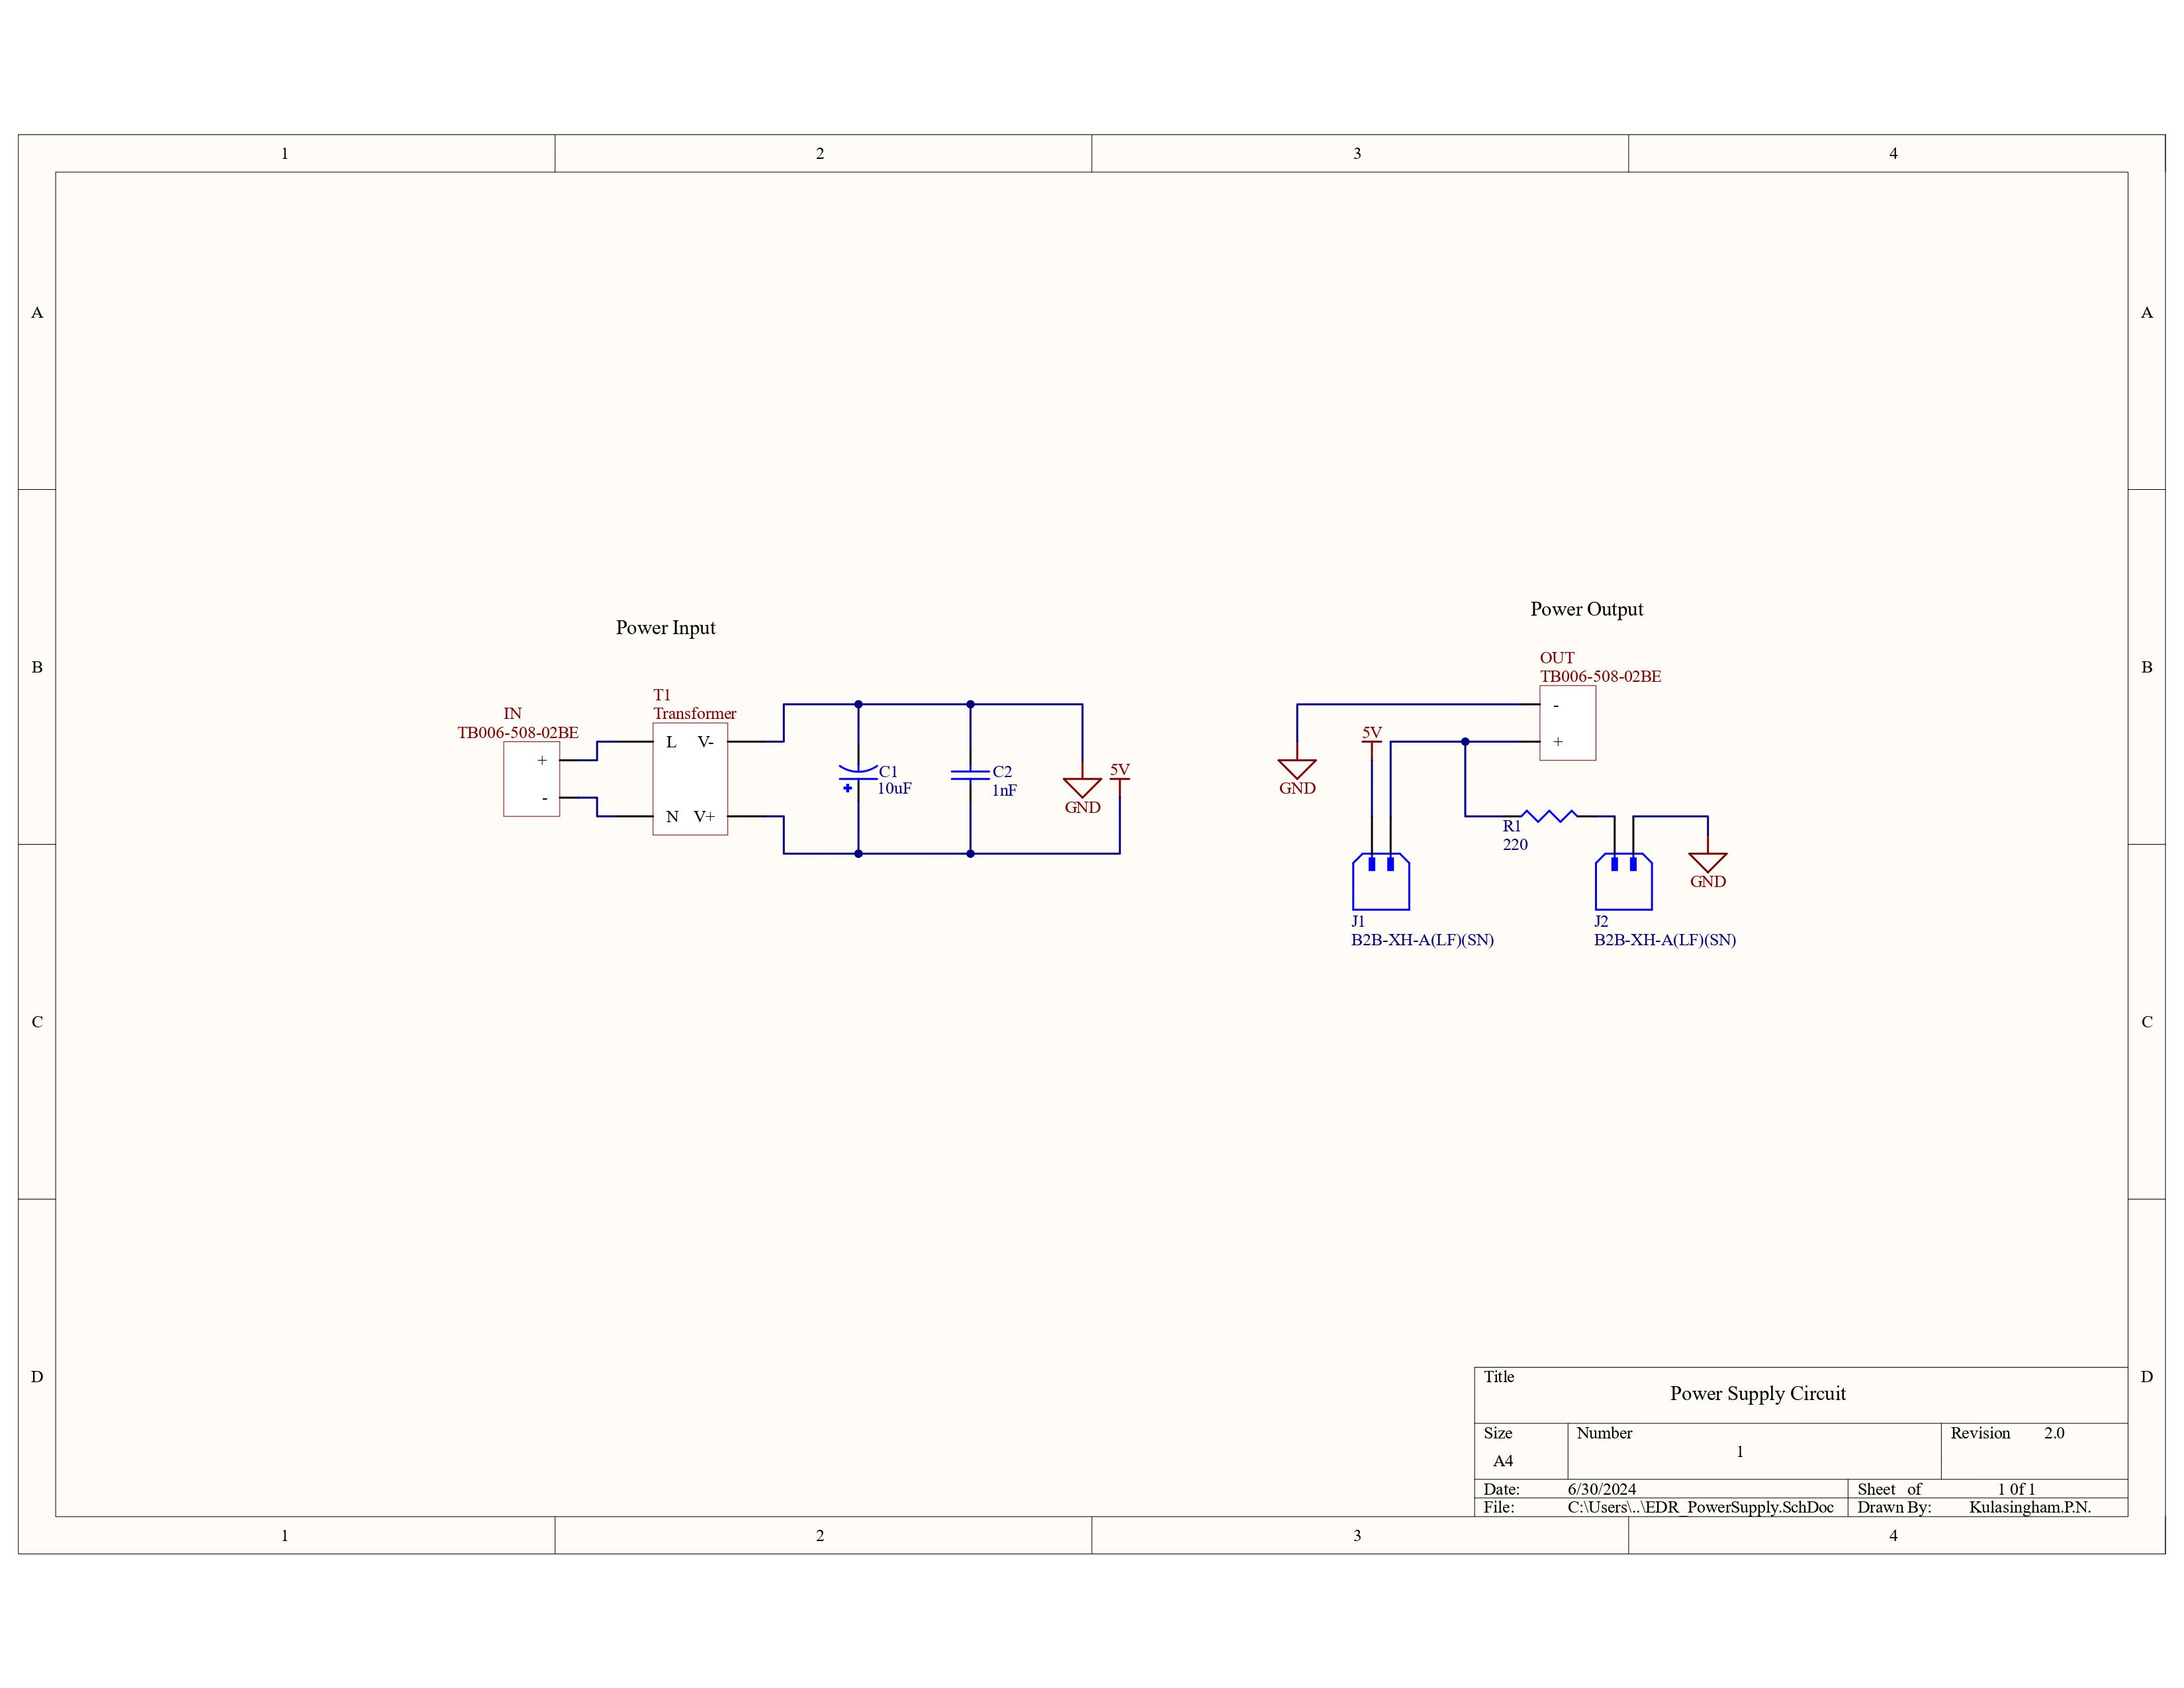 1 2 3 4
A A
Power Output
Power Input
OUT
TB006-508-02BE
B B
T1
Transformer
IN
TB006-508-02BE
L V-
+
-
N V+
C1
10uF
C2
1nF
GND
5V
-
+
5V
GND
R1
220
GND
J1
B2B-XH-A(LF)(SN)
J2
B2B-XH-A(LF)(SN)
C C
D D
Title
Power Supply Circuit
Size
A4
Number
1
Revision 2.0
Date: 6/30/2024 Sheet of 1 0f 1
File: C:\Users\..\EDR_PowerSupply.SchDoc Drawn By: Kulasingham.P.N.
1 2 3 4